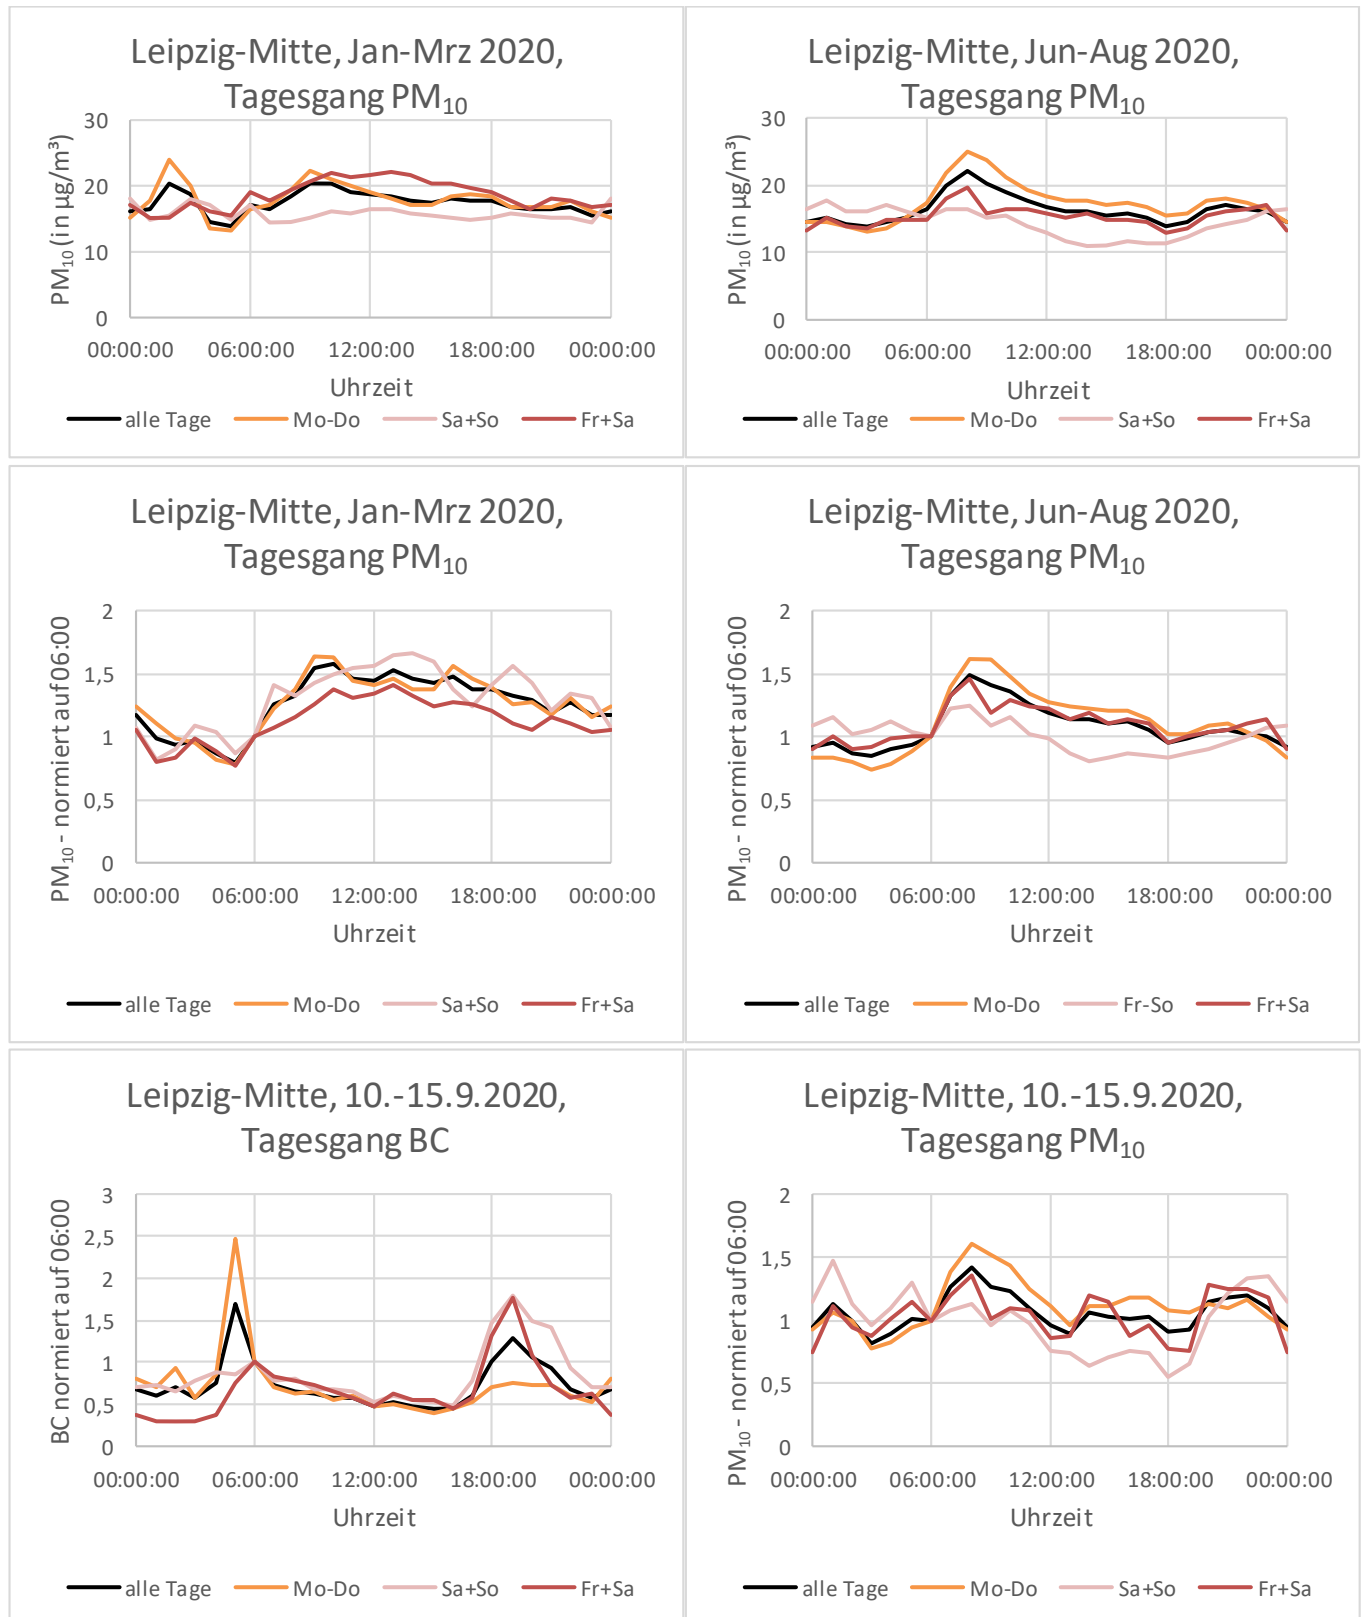 Leipzig-Mitte, Jan-Mrz 2020,
Tagesgang PM₁₀
PM₁₀ (in µg/m³)
30
20
10
0
00:00:00 06:00:00 12:00:00 18:00:00 00:00:00
Uhrzeit
alle Tage Mo-Do Sa+So Fr+Sa
Leipzig-Mitte, Jun-Aug 2020,
Tagesgang PM₁₀
PM₁₀ (in µg/m³)
30
20
10
0
00:00:00 06:00:00 12:00:00 18:00:00 00:00:00
Uhrzeit
alle Tage Mo-Do Sa+So Fr+Sa
Leipzig-Mitte, Jan-Mrz 2020,
Tagesgang PM₁₀
PM₁₀ - normiert auf 06:00
2
1,5
1
0,5
0
00:00:00 06:00:00 12:00:00 18:00:00 00:00:00
Uhrzeit
alle Tage Mo-Do Sa+So Fr+Sa
Leipzig-Mitte, Jun-Aug 2020,
Tagesgang PM₁₀
PM₁₀ - normiert auf 06:00
2
1,5
1
0,5
0
00:00:00 06:00:00 12:00:00 18:00:00 00:00:00
Uhrzeit
alle Tage Mo-Do Fr-So Fr+Sa
Leipzig-Mitte, 10.-15.9.2020,
Tagesgang BC
BC normiert auf 06:00
3
2,5
2
1,5
1
0,5
0
00:00:00 06:00:00 12:00:00 18:00:00 00:00:00
Uhrzeit
alle Tage Mo-Do Sa+So Fr+Sa
Leipzig-Mitte, 10.-15.9.2020,
Tagesgang PM₁₀
PM₁₀ - normiert auf 06:00
2
1,5
1
0,5
0
00:00:00 06:00:00 12:00:00 18:00:00 00:00:00
Uhrzeit
alle Tage Mo-Do Sa+So Fr+Sa